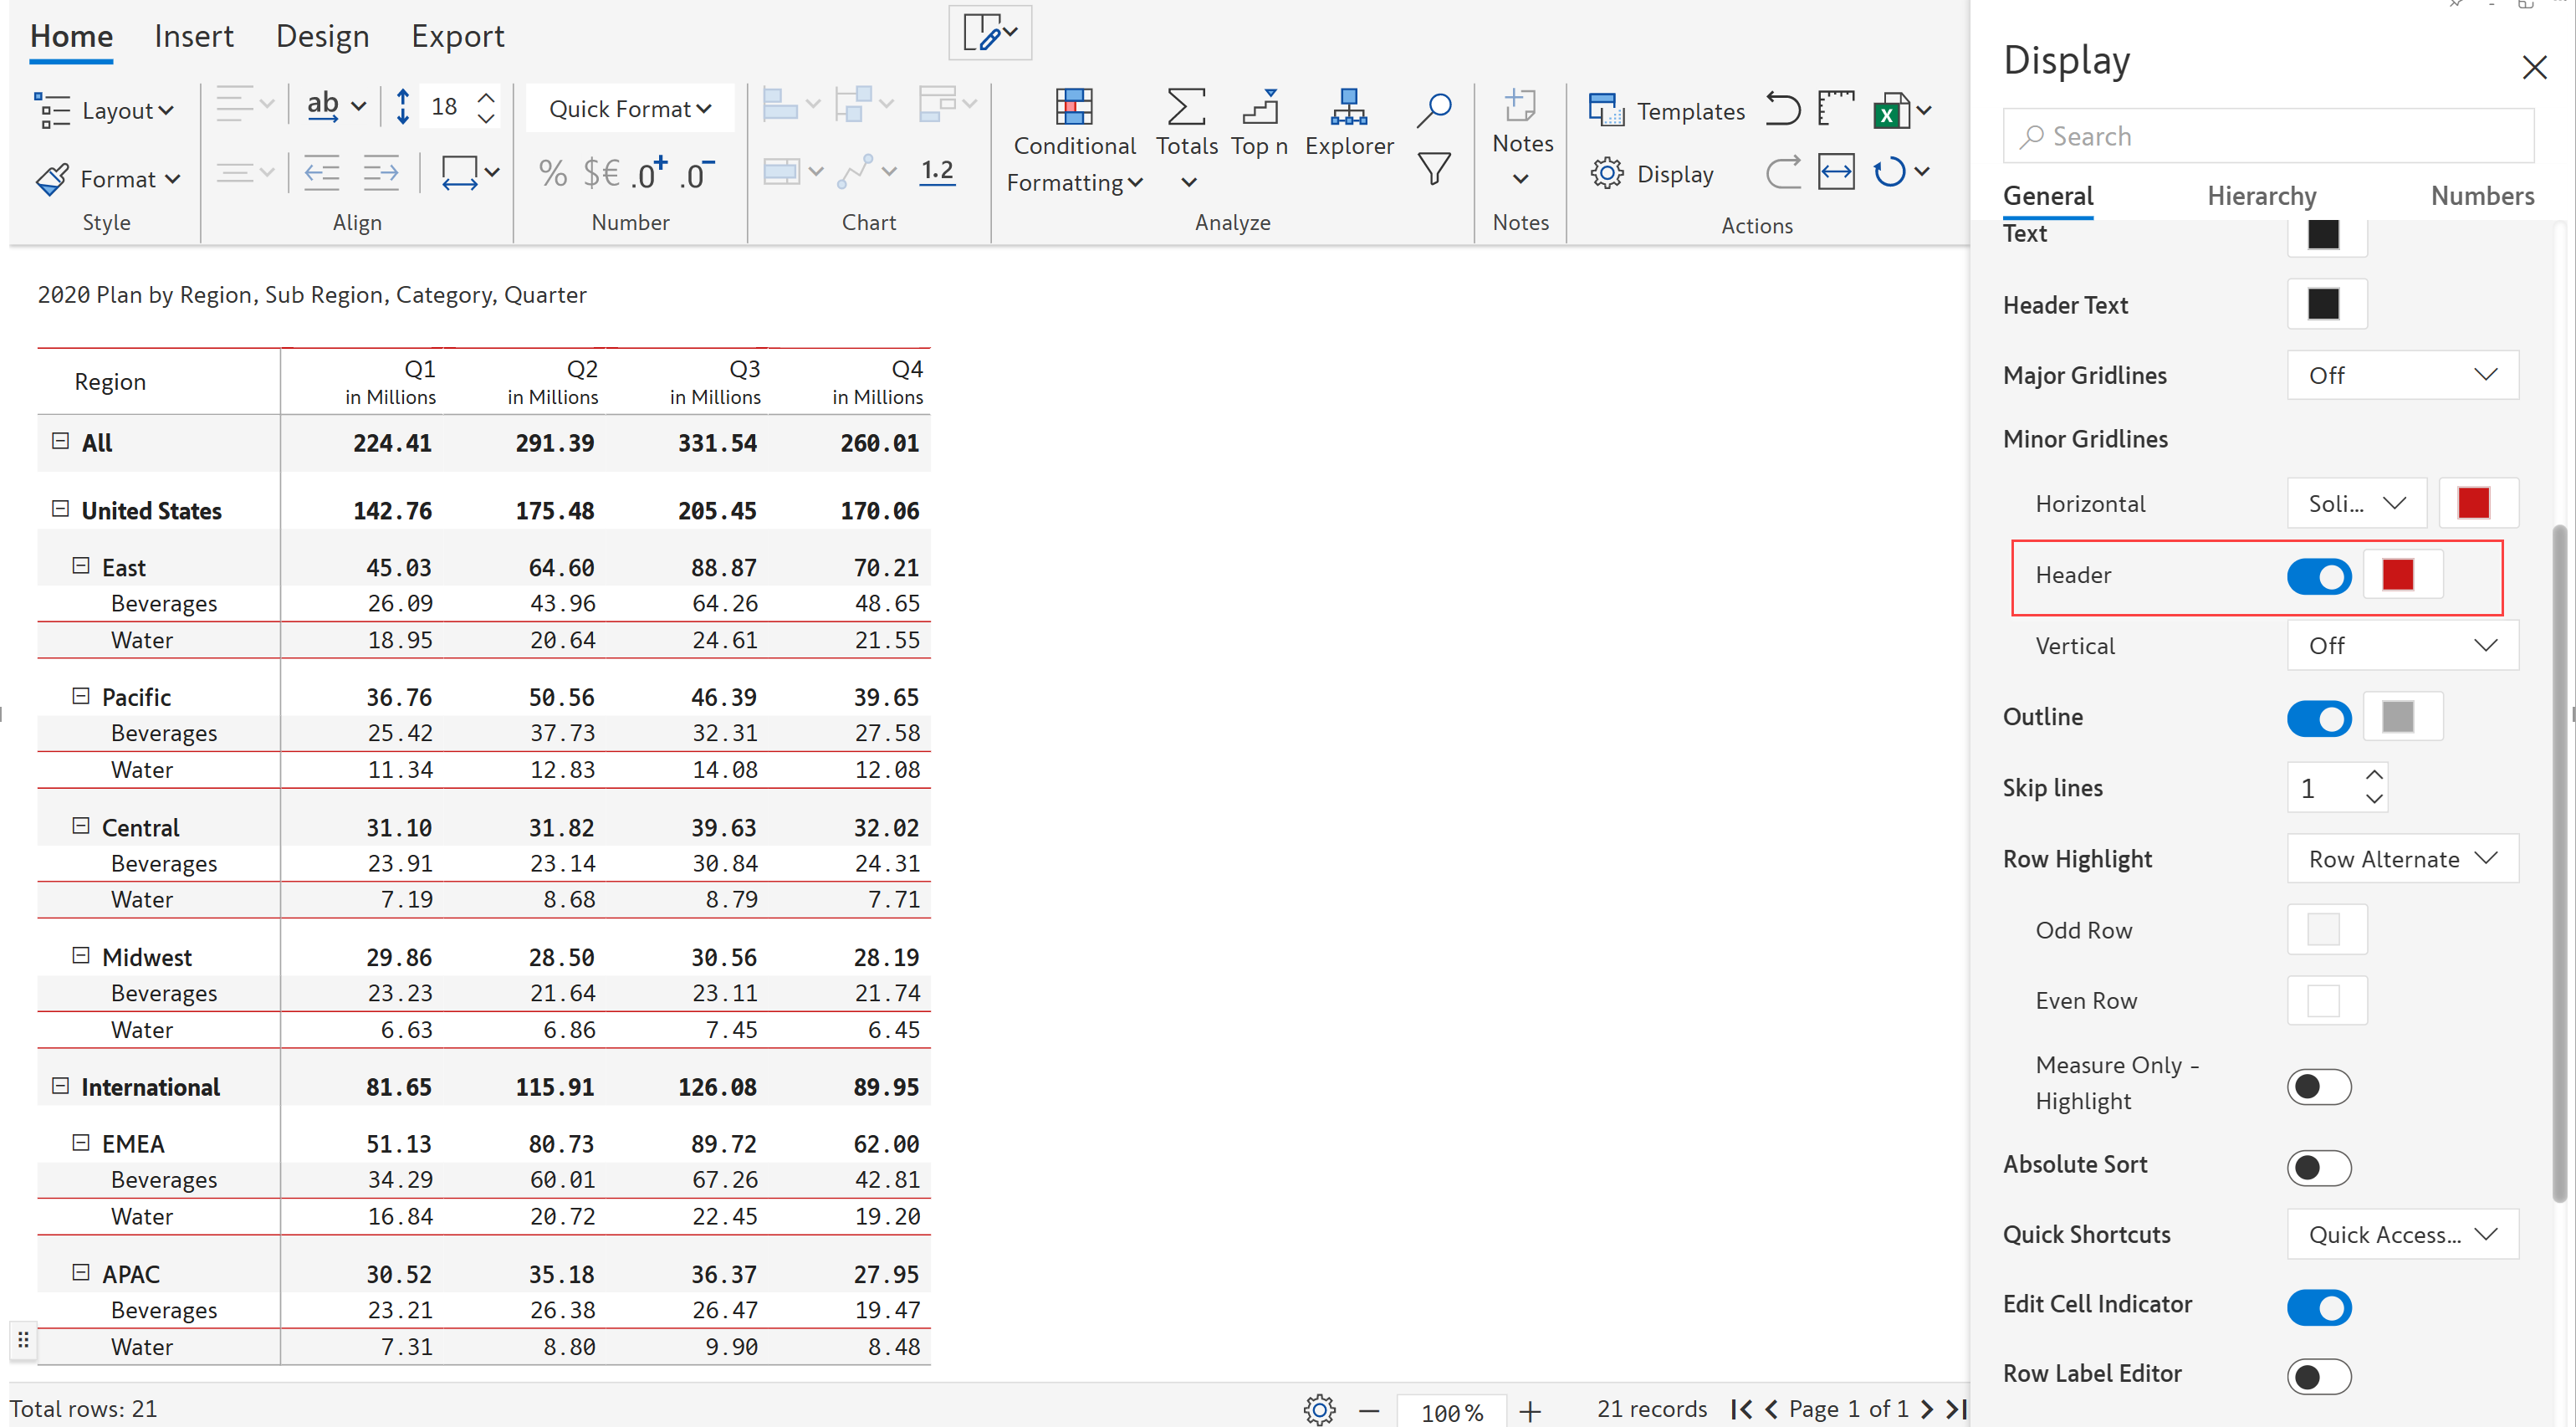 Home Insert Design Export
Layout
ab
18
Quick Format
Format
% $€ .0+ .0-
1.2
Conditional Formatting
Totals
Top n
Explorer
Notes
Templates
Display
Style
Align
Number
Chart
Analyze
Notes
Actions
2020 Plan by Region, Sub Region, Category, Quarter
Region Q1 Q2 Q3 Q4
in Millions in Millions in Millions in Millions
All 224.41 291.39 331.54 260.01
United States 142.76 175.48 205.45 170.06
East 45.03 64.60 88.87 70.21
Beverages 26.09 43.96 64.26 48.65
Water 18.95 20.64 24.61 21.55
Pacific 36.76 50.56 46.39 39.65
Beverages 25.42 37.73 32.31 27.58
Water 11.34 12.83 14.08 12.08
Central 31.10 31.82 39.63 32.02
Beverages 23.91 23.14 30.84 24.31
Water 7.19 8.68 8.79 7.71
Midwest 29.86 28.50 30.56 28.19
Beverages 23.23 21.64 23.11 21.74
Water 6.63 6.86 7.45 6.45
International 81.65 115.91 126.08 89.95
EMEA 51.13 80.73 89.72 62.00
Beverages 34.29 60.01 67.26 42.81
Water 16.84 20.72 22.45 19.20
APAC 30.52 35.18 36.37 27.95
Beverages 23.21 26.38 26.47 19.47
Water 7.31 8.80 9.90 8.48
Total rows: 21
100%
21 records
Page 1 of 1
Display
Search
General Hierarchy Numbers
Text
Header Text
Major Gridlines Off
Minor Gridlines
Horizontal Soli...
Header
Vertical Off
Outline
Skip lines 1
Row Highlight Row Alternate
Odd Row
Even Row
Measure Only -
Highlight
Absolute Sort
Quick Shortcuts Quick Access...
Edit Cell Indicator
Row Label Editor